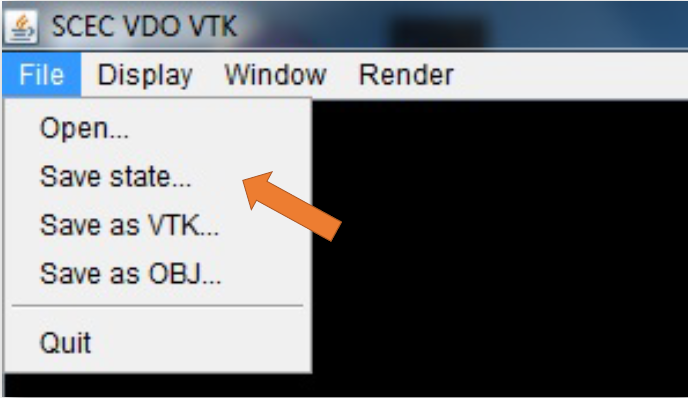 SCEC VDO VTK
File Display Window Render
Open...
Save state...
Save as VTK...
Save as OBJ...
Quit